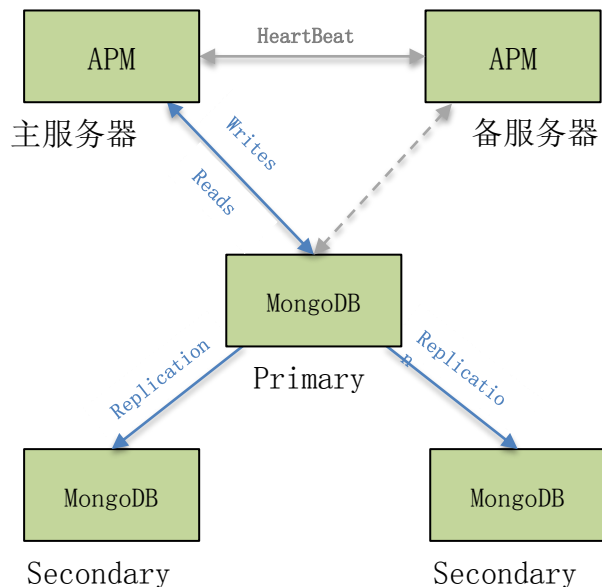 APM
HeartBeat
APM
主服务器
备服务器
Writes
Reads
MongoDB
Primary
Replication
Replicatio
n
MongoDB
MongoDB
Secondary
Secondary